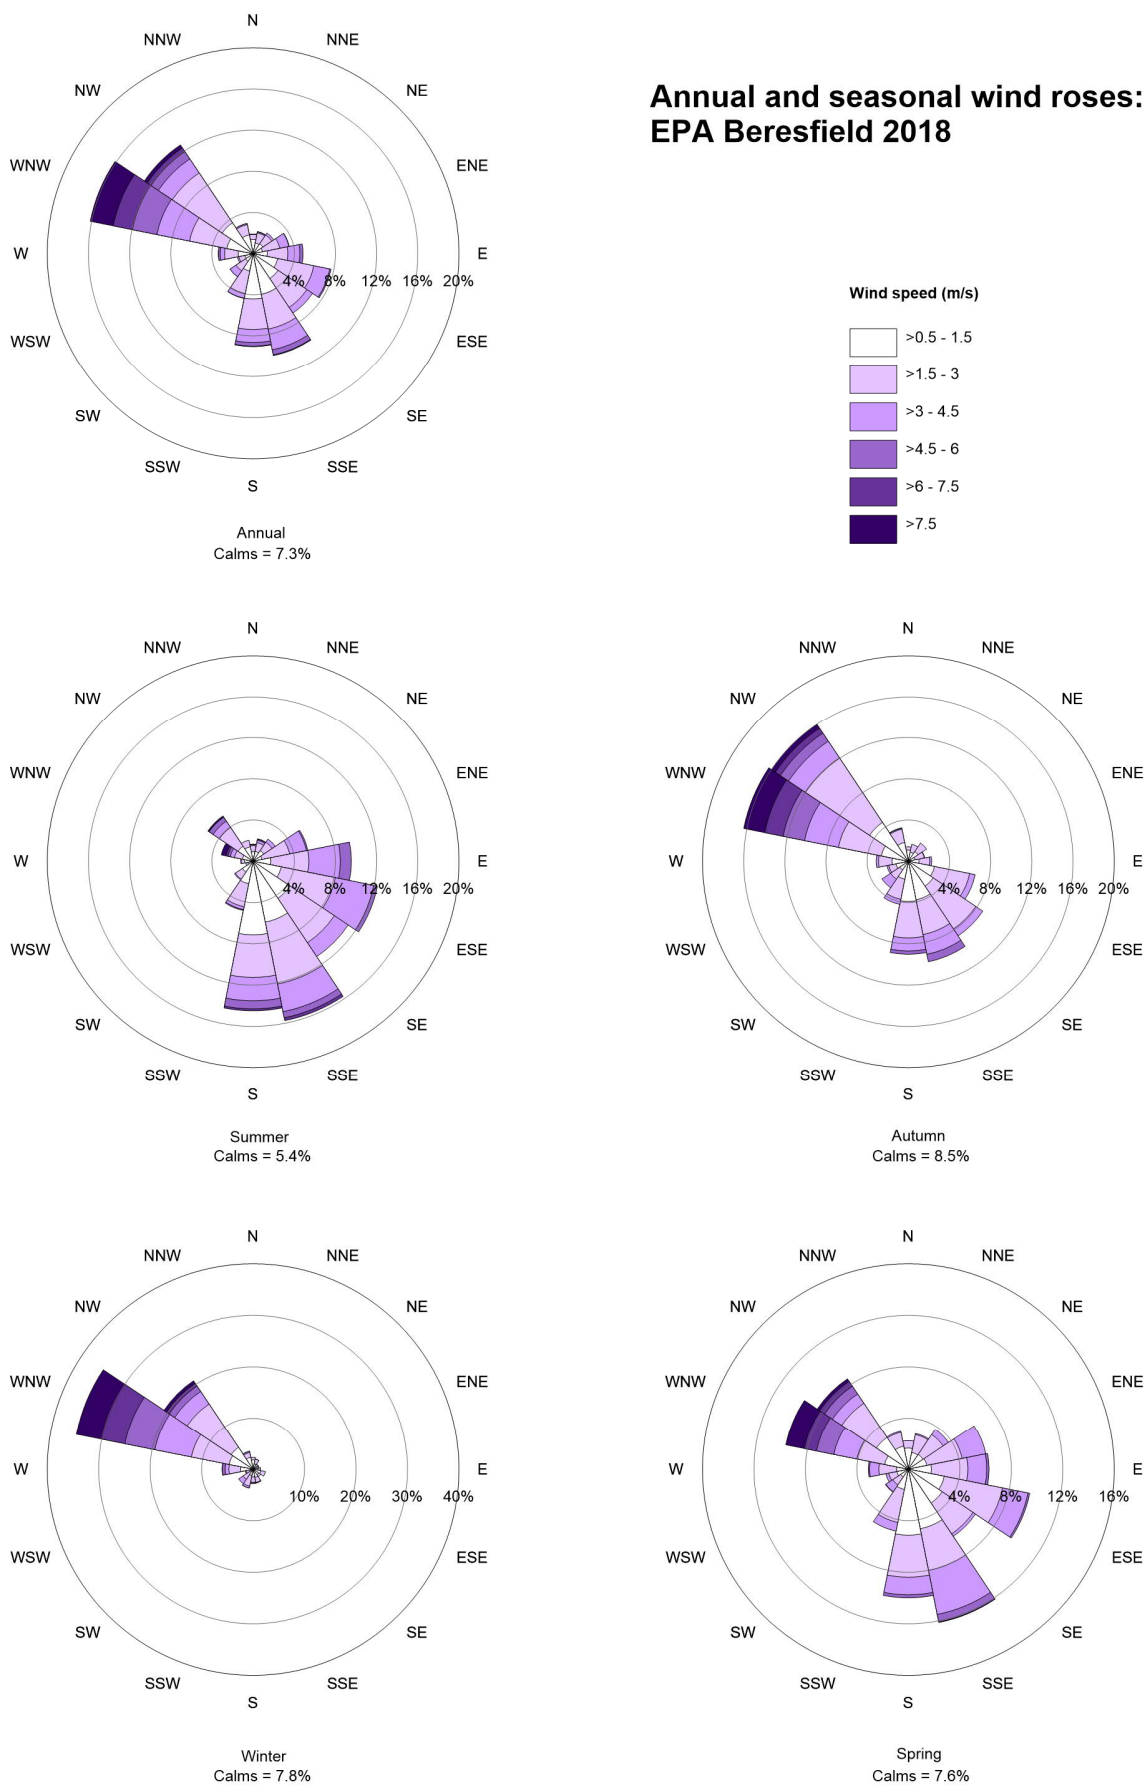 Annual and seasonal wind roses:
EPA Beresfield 2018
N
NNW
NNE
NW
NE
WNW
ENE
W
E
4%
8%
12%
16%
20%
WSW
ESE
SW
SE
SSW
SSE
S
Annual
Calms = 7.3%
Wind speed (m/s)
>0.5 - 1.5
>1.5 - 3
>3 - 4.5
>4.5 - 6
>6 - 7.5
>7.5
N
NNW
NNE
NW
NE
WNW
ENE
W
E
4%
8%
12%
16%
20%
WSW
ESE
SW
SE
SSW
SSE
S
Summer
Calms = 5.4%
N
NNW
NNE
NW
NE
WNW
ENE
W
E
4%
8%
12%
16%
20%
WSW
ESE
SW
SE
SSW
SSE
S
Autumn
Calms = 8.5%
N
NNW
NNE
NW
NE
WNW
ENE
W
E
10%
20%
30%
40%
WSW
ESE
SW
SE
SSW
SSE
S
Winter
Calms = 7.8%
N
NNW
NNE
NW
NE
WNW
ENE
W
E
4%
8%
12%
16%
WSW
ESE
SW
SE
SSW
SSE
S
Spring
Calms = 7.6%